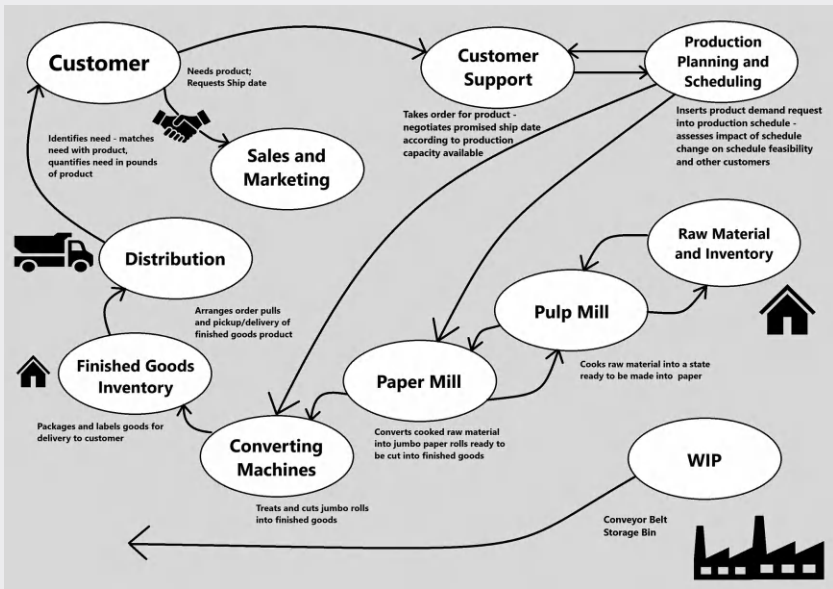 Customer
Needs product;
Requests Ship date
Customer
Support
Production
Planning and
Scheduling
Identifies need - matches
need with product,
quantifies need in pounds
of product
Sales and
Marketing
Takes order for product -
negotiates promised ship date
according to production
capacity available
Inserts product demand request
into production schedule -
assesses impact of schedule
change on schedule feasibility
and other customers
Distribution
Arranges order pulls
and pickup/delivery of
finished goods product
Raw Material
and Inventory
Pulp Mill
Cooks raw material into a state
ready to be made into paper
Finished Goods
Inventory
Packages and labels goods for
delivery to customer
Paper Mill
Converts cooked raw material
into jumbo paper rolls ready to
be cut into finished goods
Converting
Machines
Treats and cuts jumbo rolls
into finished goods
WIP
Conveyor Belt
Storage Bin